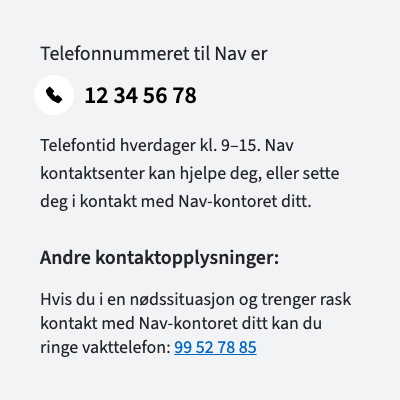 Telefonnummeret til Nav er
12 34 56 78
Telefontid hverdager kl. 9–15. Nav
kontaktsenter kan hjelpe deg, eller sette
deg i kontakt med Nav-kontoret ditt.
Andre kontaktopplysninger:
Hvis du i en nødssituasjon og trenger rask
kontakt med Nav-kontoret ditt kan du
ringe vakttelefon: 99 52 78 85